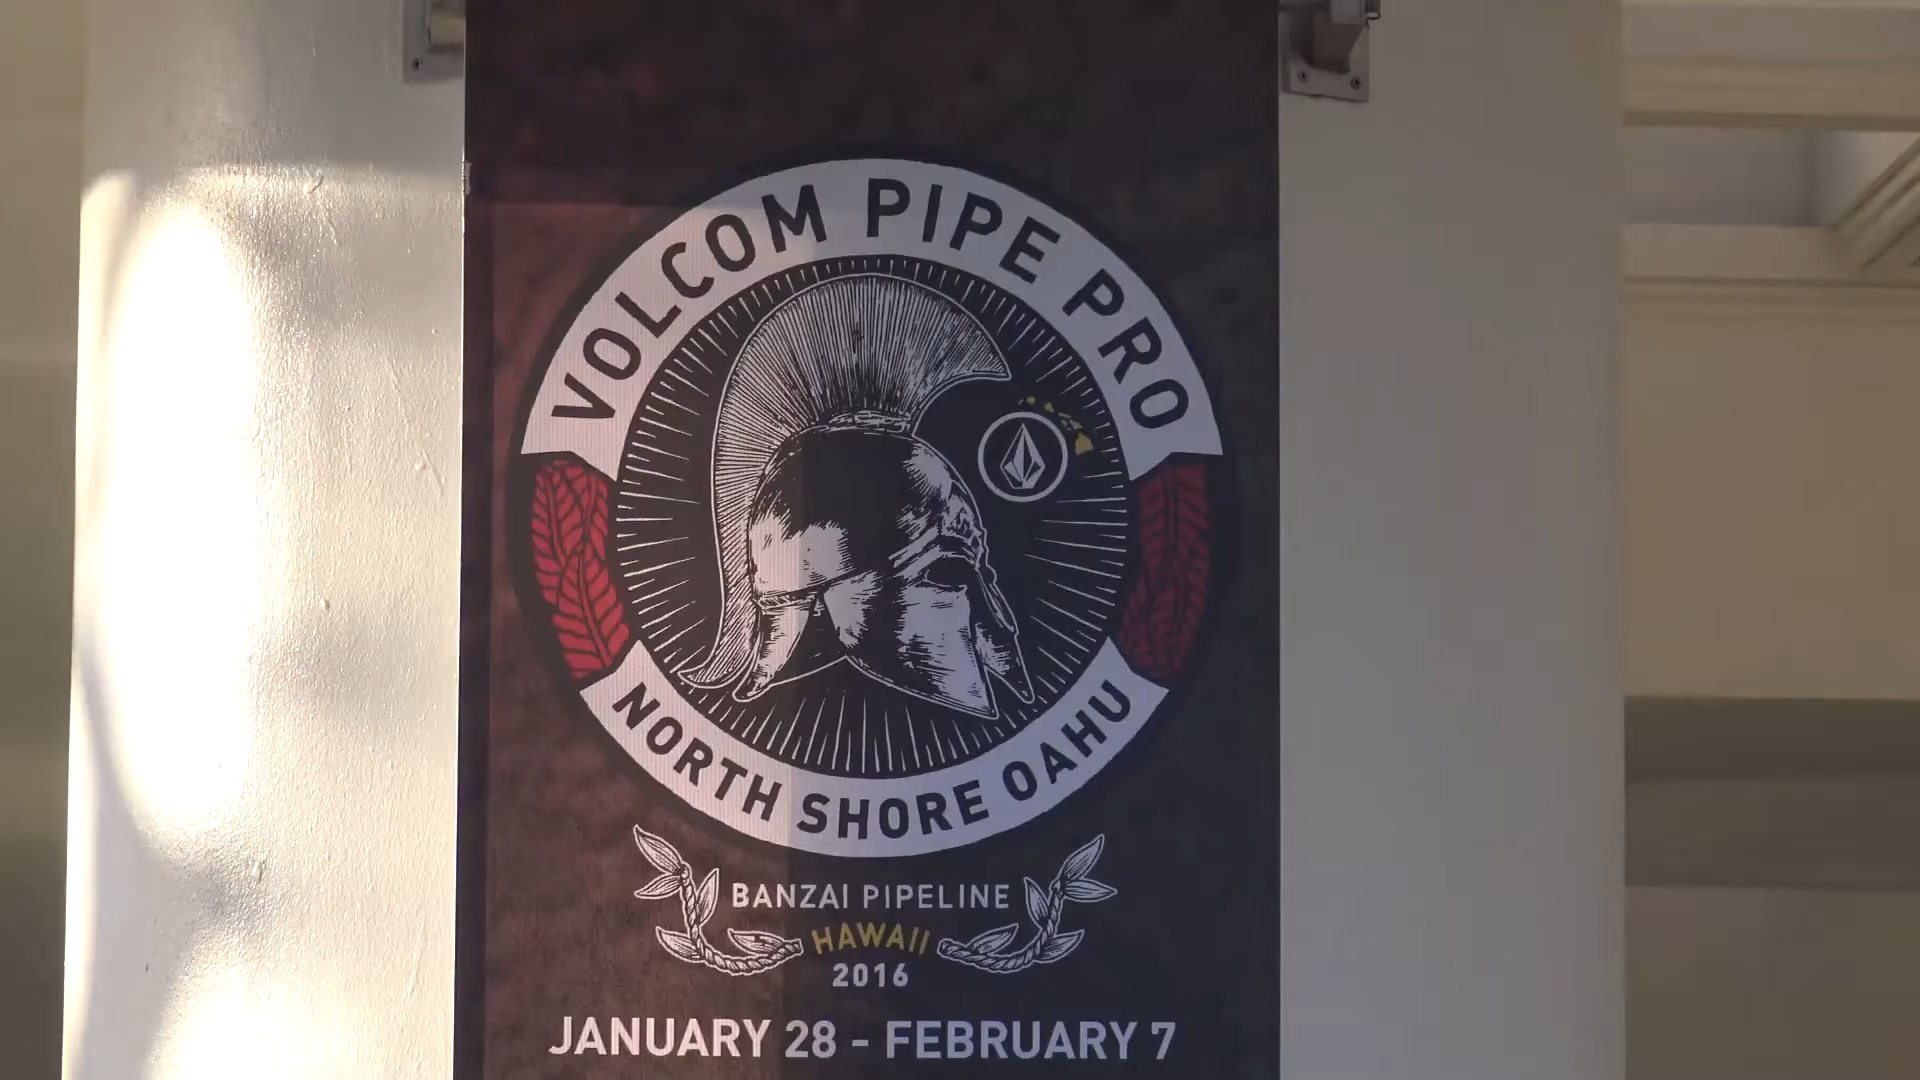 VOLCOM PIPE PRO
NORTH SHORE OAHU
BANZAI PIPELINE
HAWAII
2016
JANUARY 28 - FEBRUARY 7